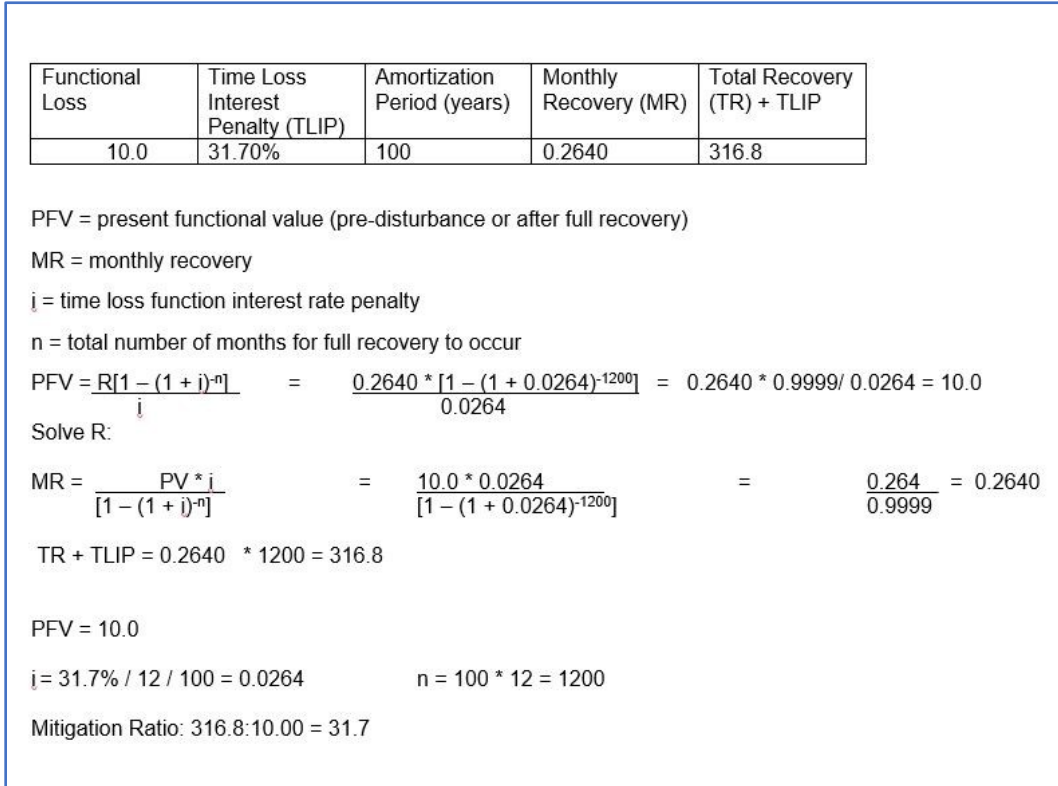 Functional Loss
Time Loss Interest Penalty (TLIP)
Amortization Period (years)
Monthly Recovery (MR)
Total Recovery (TR) + TLIP
10.0 31.70% 100 0.2640 316.8
PFV = present functional value (pre-disturbance or after full recovery)
MR = monthly recovery
i = time loss function interest rate penalty
n = total number of months for full recovery to occur
PFV = R[1 – (1 + i)⁻ⁿ] = 0.2640 * [1 – (1 + 0.0264)⁻¹²⁰⁰] = 0.2640 * 0.9999/ 0.0264 = 10.0
i 0.0264
Solve R:
MR = PV * i = 10.0 * 0.0264 = 0.264 = 0.2640
[1 – (1 + i)⁻ⁿ] [1 – (1 + 0.0264)⁻¹²⁰⁰] 0.9999
TR + TLIP = 0.2640 * 1200 = 316.8
PFV = 10.0
i = 31.7% / 12 / 100 = 0.0264 n = 100 * 12 = 1200
Mitigation Ratio: 316.8:10.00 = 31.7